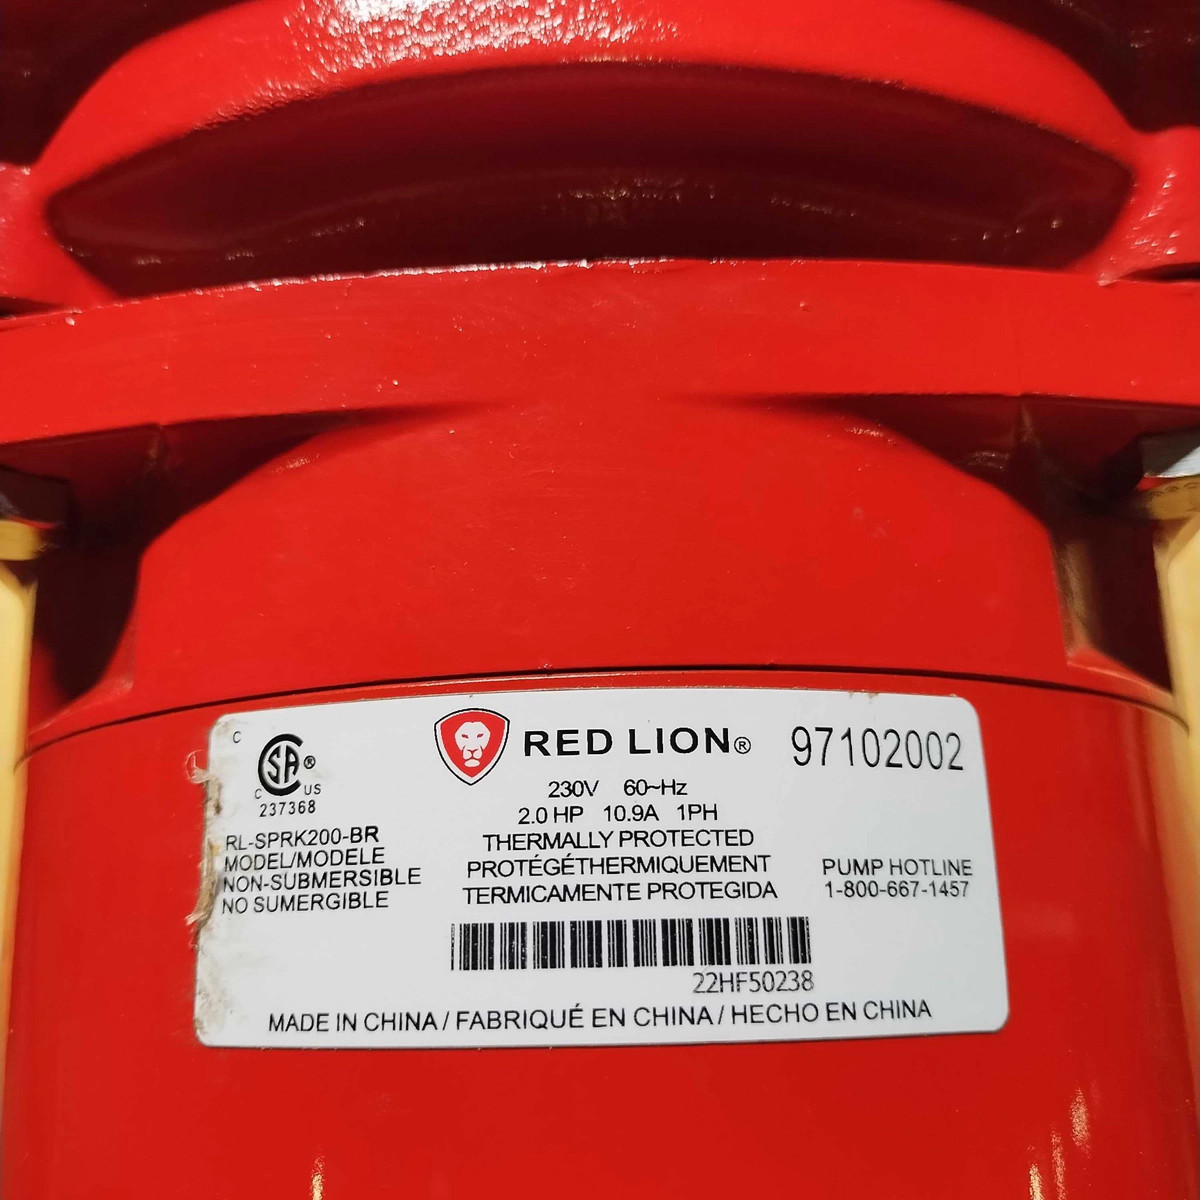 C
CSA®
C US
237368
RED LION®
97102002
230V 60~Hz
2.0 HP 10.9A 1PH
THERMALLY PROTECTED
PROTÉGÉTHERMIQUEMENT
TERMICAMENTE PROTEGIDA
RL-SPRK200-BR
MODEL/MODELE
NON-SUBMERSIBLE
NO SUMERGIBLE
PUMP HOTLINE
1-800-667-1457
22HF50238
MADE IN CHINA / FABRIQUÉ EN CHINA / HECHO EN CHINA